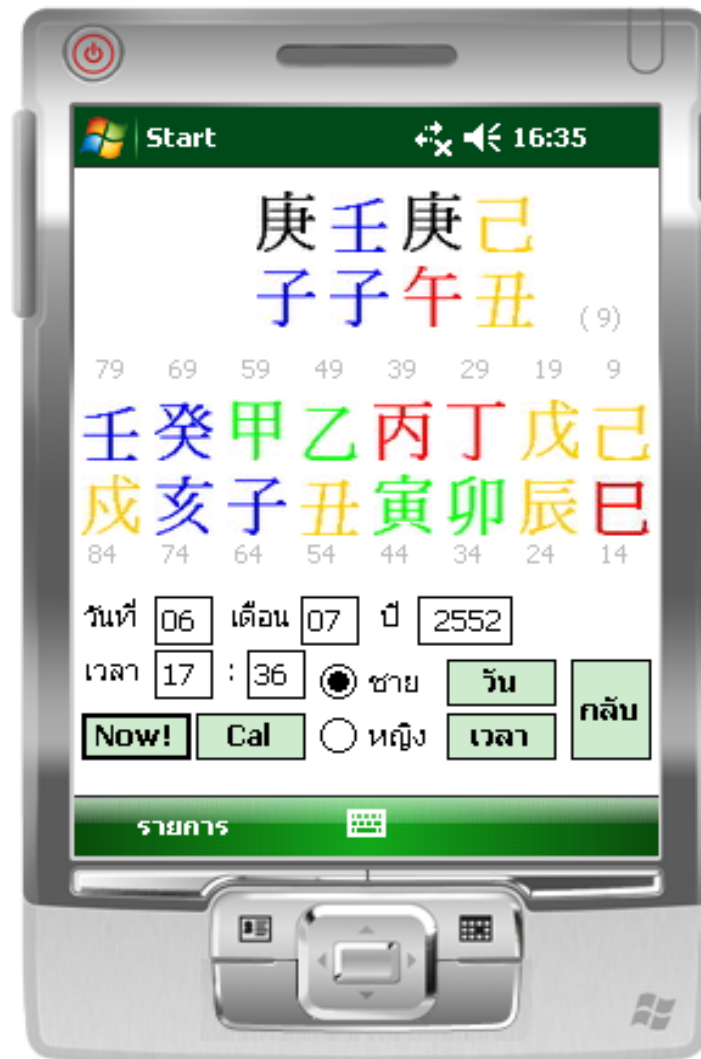 Start 16:35
庚壬庚己
子子午丑 (9)
79 69 59 49 39 29 19 9
壬癸甲乙丙丁戊己
戌亥子丑寅卯辰巳
84 74 64 54 44 34 24 14
วันที่ 06 เดือน 07 ปี 2552
เวลา 17 : 36 ชาย วัน กลับ
Now! Cal หญิง เวลา
รายการ